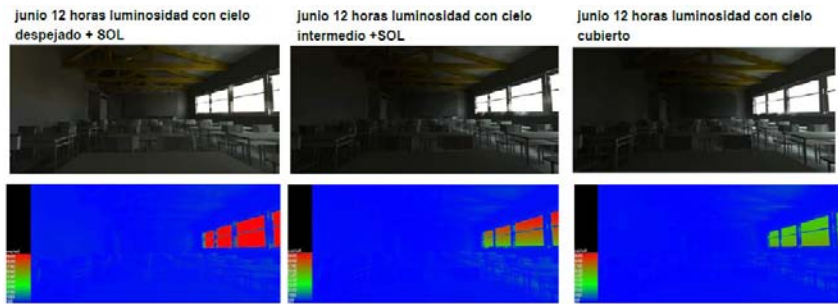 junio 12 horas luminosidad con cielo
despejado + SOL
junio 12 horas luminosidad con cielo
intermedio +SOL
junio 12 horas luminosidad con cielo
cubierto